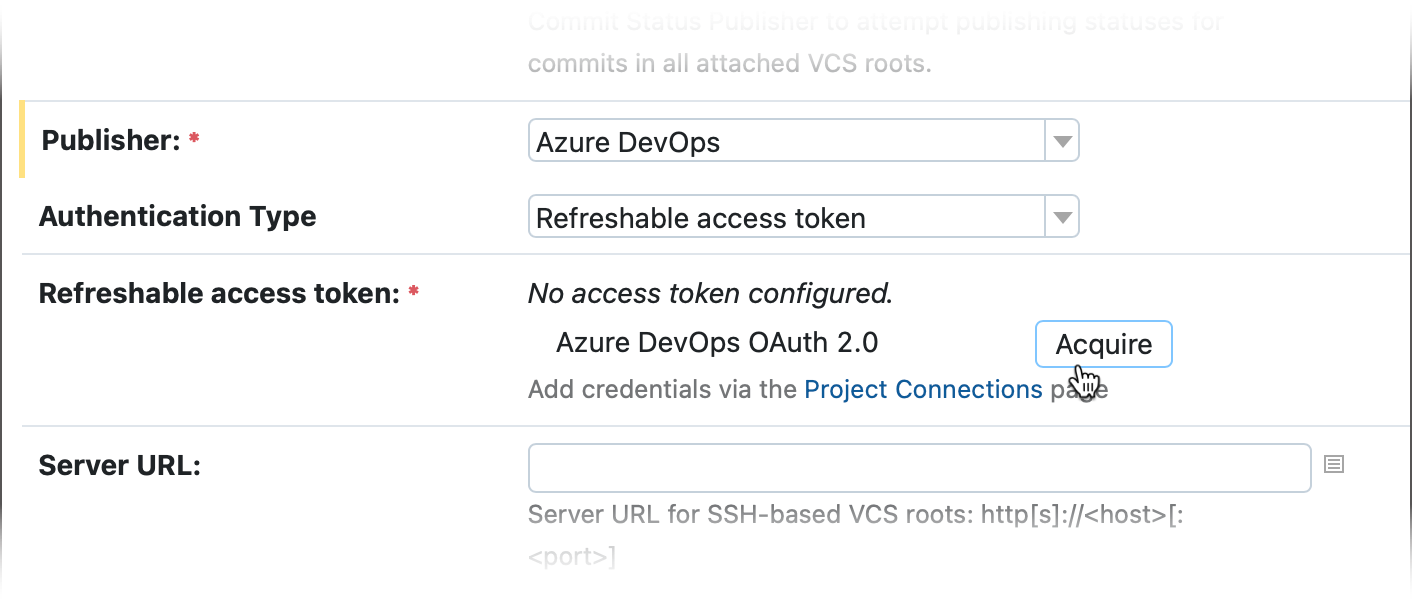 Commit Status Publisher to attempt publishing statuses for
commits in all attached VCS roots.
Publisher: *
Azure DevOps
Authentication Type
Refreshable access token
Refreshable access token: *
No access token configured.
Azure DevOps OAuth 2.0
Acquire
Add credentials via the Project Connections page
Server URL:
Server URL for SSH-based VCS roots: http[s]://<host>[:
<port>]